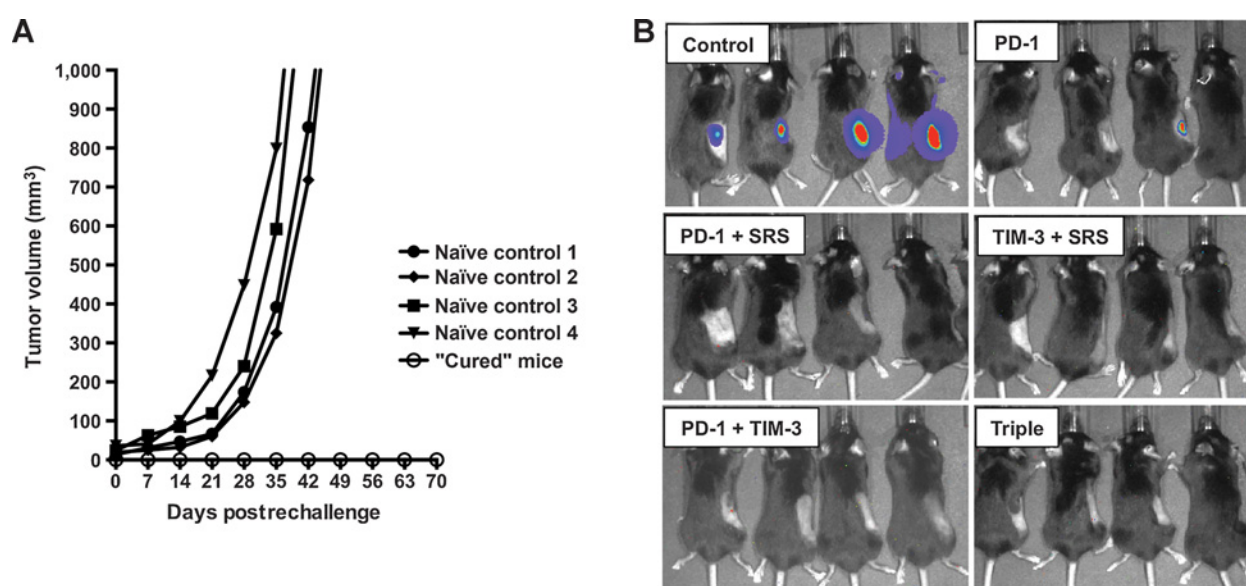 A
Tumor volume (mm³)
1,000
900
800
700
600
500
400
300
200
100
0
0 7 14 21 28 35 42 49 56 63 70
Days postrechallenge
Naïve control 1
Naïve control 2
Naïve control 3
Naïve control 4
"Cured" mice
B
Control
PD-1
PD-1 + SRS
TIM-3 + SRS
PD-1 + TIM-3
Triple